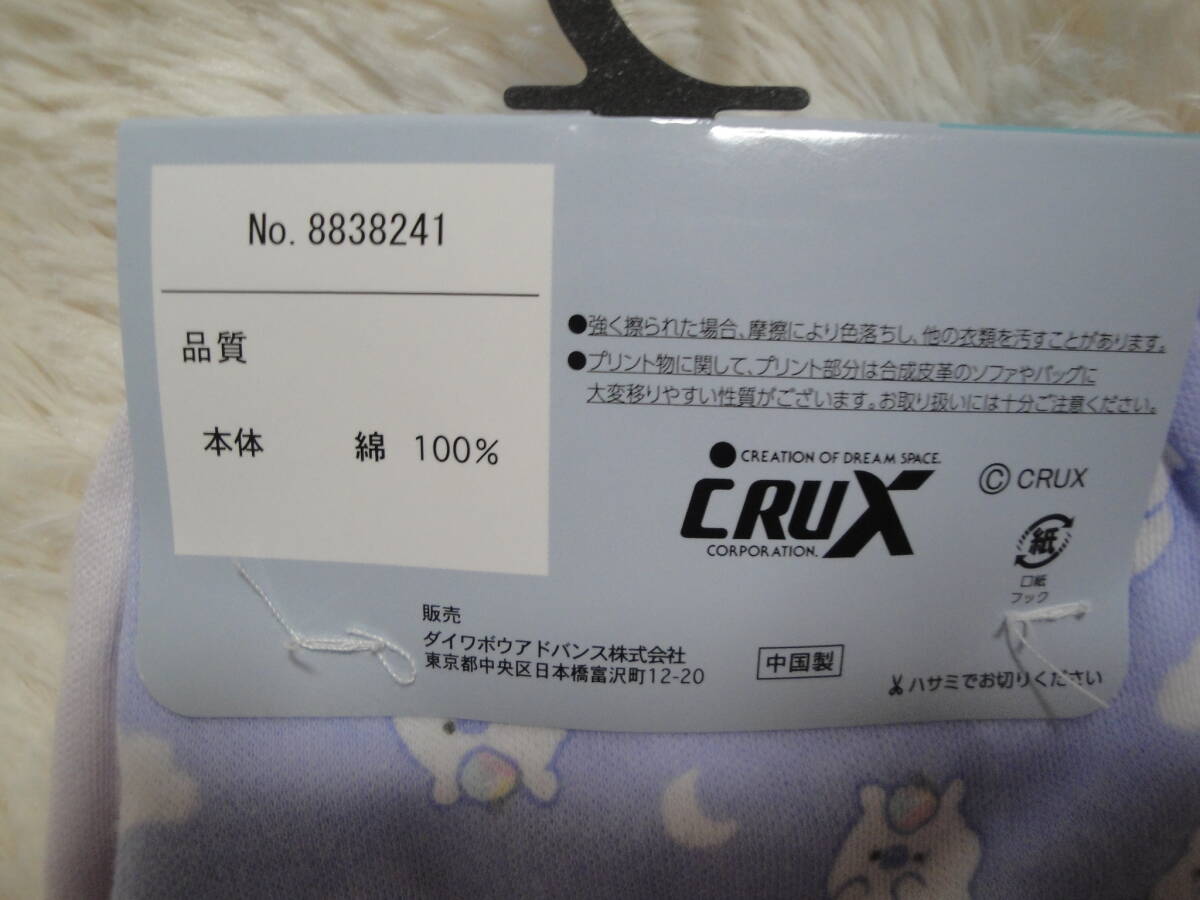 No. 8838241
品質
本体 綿 100%
●強く擦られた場合、摩擦により色落ちし、他の衣類を汚すことがあります。
●プリント物に関して、プリント部分は合成皮革のソファやバッグに
大変移りやすい性質がございます。お取り扱いには十分ご注意ください。
CREATION OF DREAM SPACE.
CRUX
CORPORATION.
© CRUX
紙
口紙
フック
販売
ダイワボウアドバンス株式会社
東京都中央区日本橋富沢町12-20
中国製
ハサミでお切りください